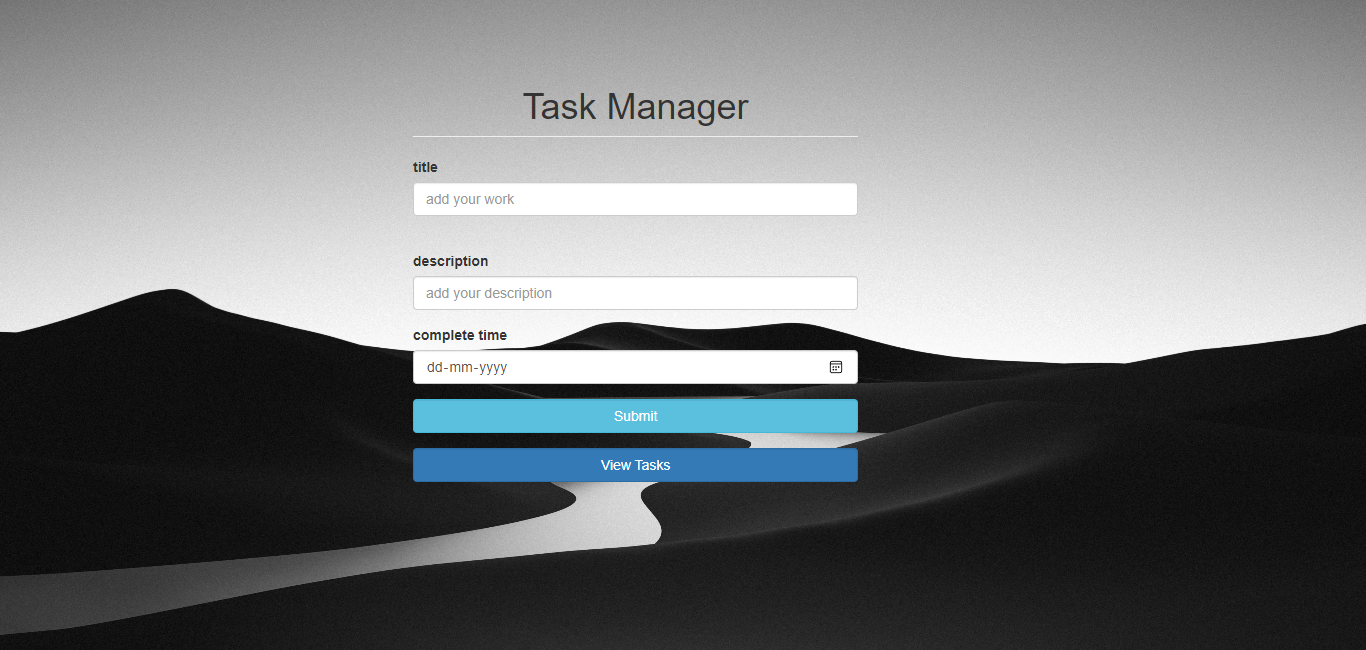 Task Manager
title
add your work
description
add your description
complete time
dd-mm-yyyy
Submit
View Tasks